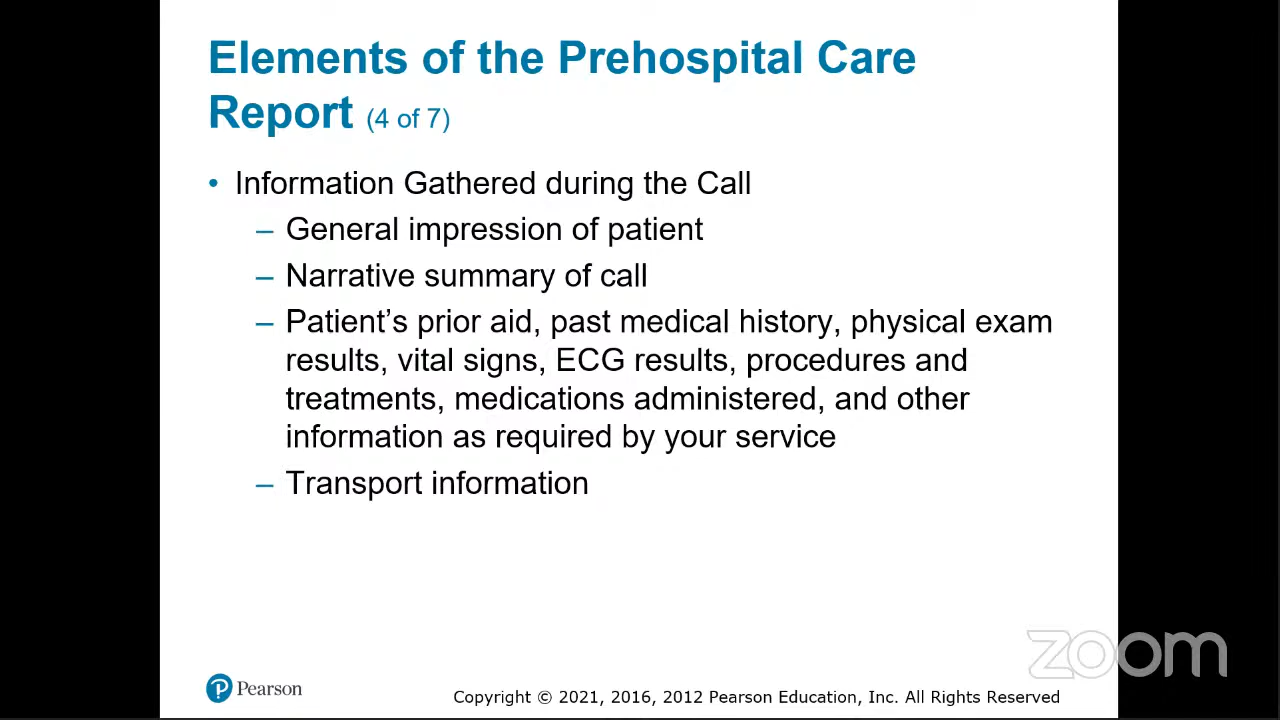 Elements of the Prehospital Care
Report (4 of 7)
• Information Gathered during the Call
– General impression of patient
– Narrative summary of call
– Patient’s prior aid, past medical history, physical exam
results, vital signs, ECG results, procedures and
treatments, medications administered, and other
information as required by your service
– Transport information
zoom
P Pearson
Copyright © 2021, 2016, 2012 Pearson Education, Inc. All Rights Reserved